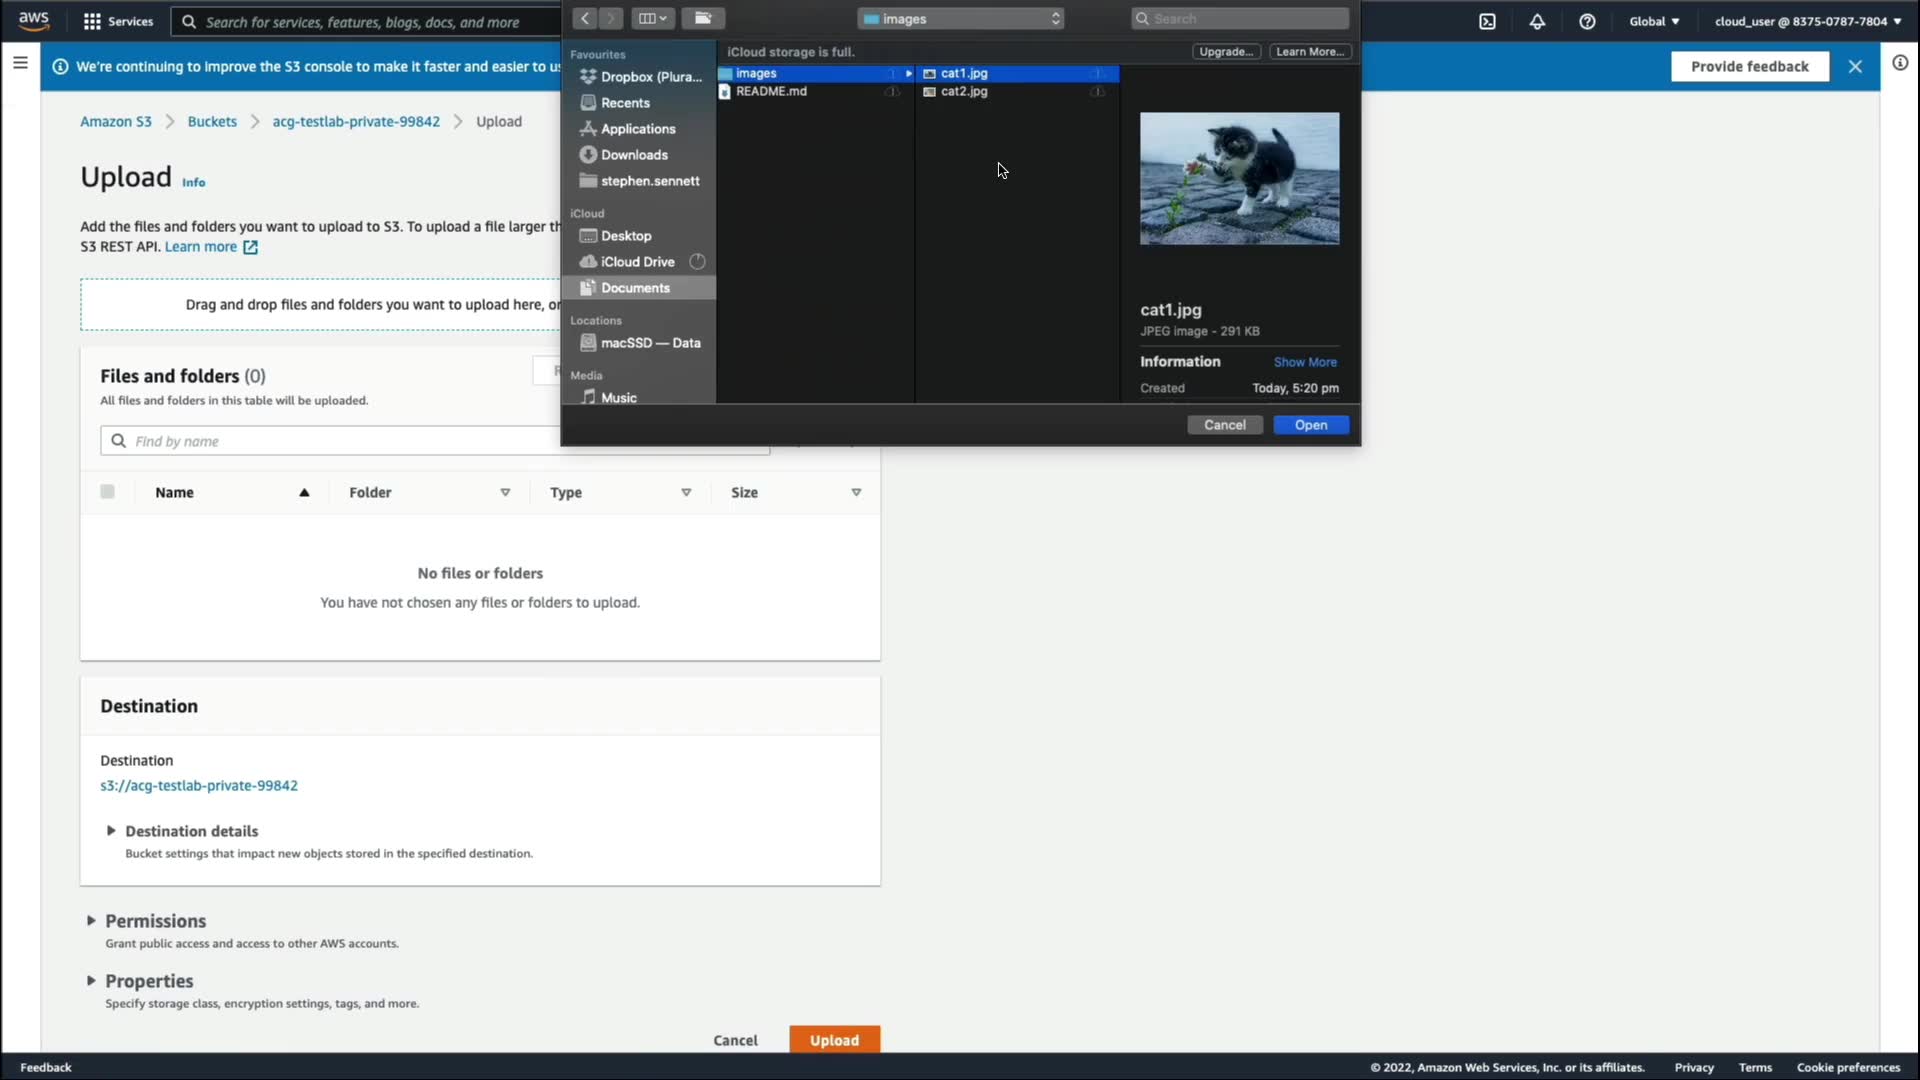 aws
Services
Search for services, features, blogs, docs, and more
images
Search
Global
cloud_user @ 8375-0787-7804
We're continuing to improve the S3 console to make it faster and easier to us
Provide feedback
Favourites
Dropbox (Plura...
Recents
Applications
Downloads
stephen.sennett
iCloud
Desktop
iCloud Drive
Documents
Locations
macSSD — Data
Media
Music
iCloud storage is full.
Upgrade...
Learn More...
images
README.md
cat1.jpg
cat2.jpg
cat1.jpg
JPEG image - 291 KB
Information
Show More
Created
Today, 5:20 pm
Cancel
Open
Amazon S3
Buckets
acg-testlab-private-99842
Upload
Upload
Info
Add the files and folders you want to upload to S3. To upload a file larger th
S3 REST API. Learn more
Drag and drop files and folders you want to upload here, or
Files and folders (0)
All files and folders in this table will be uploaded.
Find by name
Name
Folder
Type
Size
No files or folders
You have not chosen any files or folders to upload.
Destination
Destination
s3://acg-testlab-private-99842
Destination details
Bucket settings that impact new objects stored in the specified destination.
Permissions
Grant public access and access to other AWS accounts.
Properties
Specify storage class, encryption settings, tags, and more.
Cancel
Upload
Feedback
© 2022, Amazon Web Services, Inc. or its affiliates.
Privacy
Terms
Cookie preferences